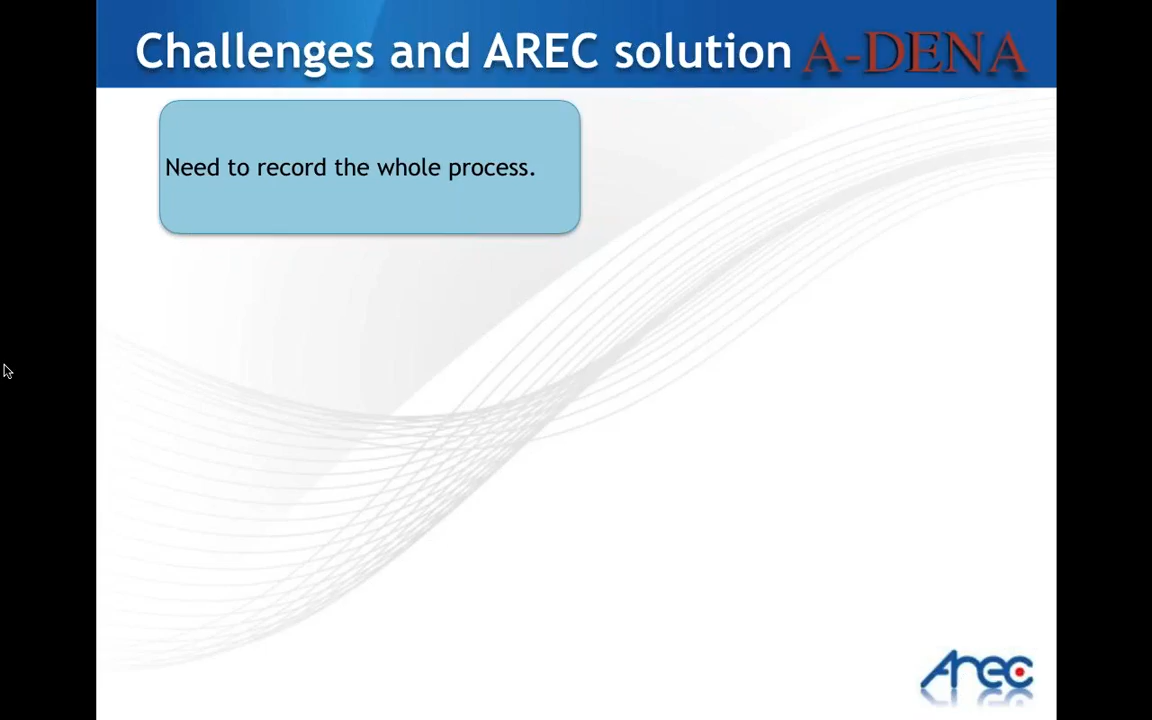 Challenges and AREC solution A-DENA
Need to record the whole process.
Arec